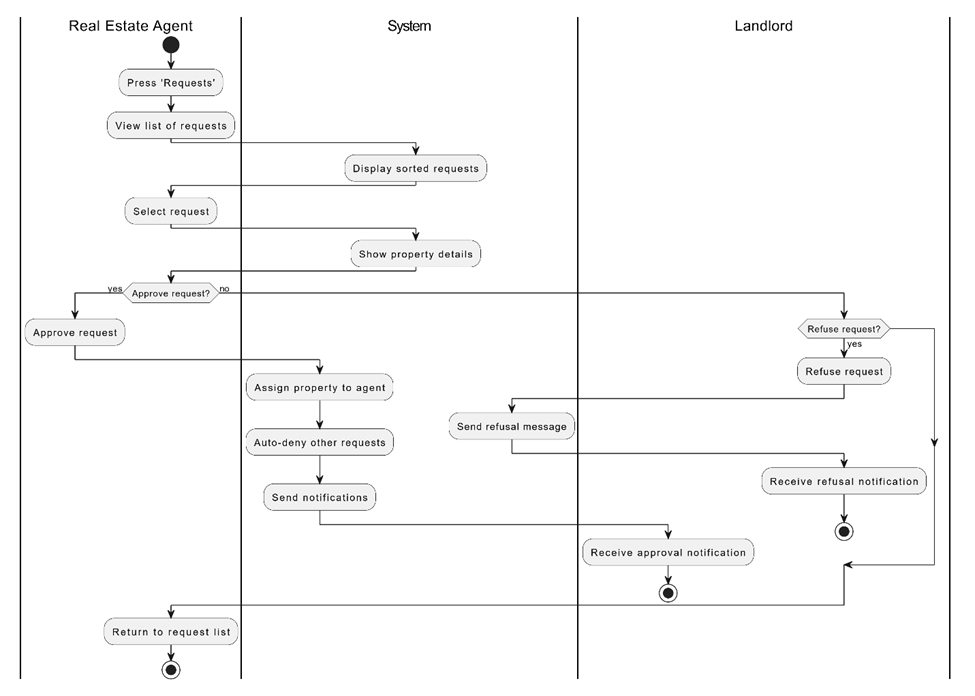 Real Estate Agent
System
Landlord
Press 'Requests'
View list of requests
Display sorted requests
Select request
Show property details
yes
Approve request?
no
Approve request
Refuse request?
yes
Refuse request
Assign property to agent
Send refusal message
Auto-deny other requests
Receive refusal notification
Send notifications
Receive approval notification
Return to request list